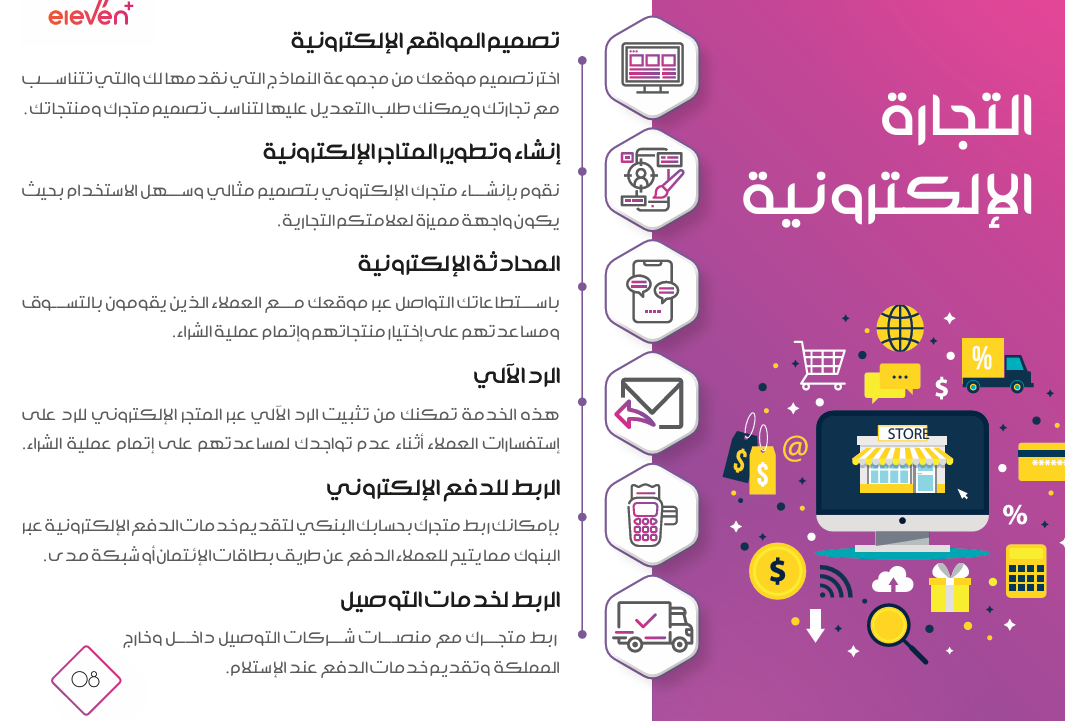 eleven+
التجارة
الإلكترونية
تصميم المواقع الإلكترونية
اختر تصميم موقعك من مجموعة النماذج التي نقدمها لك والتي تتناسب
مع تجارتك ويمكنك طلب التعديل عليها لتناسب تصميم متجرك ومنتجاتك.
إنشاء وتطوير المتاجر الإلكترونية
نقوم بإنشاء متجرك الإلكتروني بتصميم مثالي وسهل الاستخدام بحيث
يكون واجهة مميزة لعلامتكم التجارية.
المحادثة الإلكترونية
باستطاعتك التواصل عبر موقعك مع العملاء الذين يقومون بالتسوق
ومساعدتهم على إختيار منتجاتهم وإتمام عملية الشراء.
الرد الآلي
هذه الخدمة تمكنك من تثبيت الرد الآلي عبر المتجر الإلكتروني للرد على
إستفسارات العملاء أثناء عدم تواجدك لمساعدتهم على إتمام عملية الشراء.
الربط للدفع الإلكتروني
بإمكانك ربط متجرك بحسابك البنكي لتقديم خدمات الدفع الإلكترونية عبر
البنوك مما يتيح للعملاء الدفع عن طريق بطاقات الإئتمان أو شبكة مدى.
الربط لخدمات التوصيل
ربط متجرك مع منصات شركات التوصيل داخل وخارج
المملكة وتقديم خدمات الدفع عند الإستلام.
08
%
$
STORE
@
$
$
*****
%
$